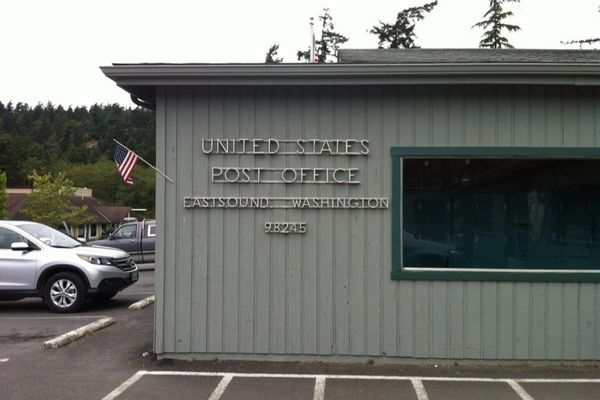 UNITED STATES
POST OFFICE
EASTSOUND, WASHINGTON
98245